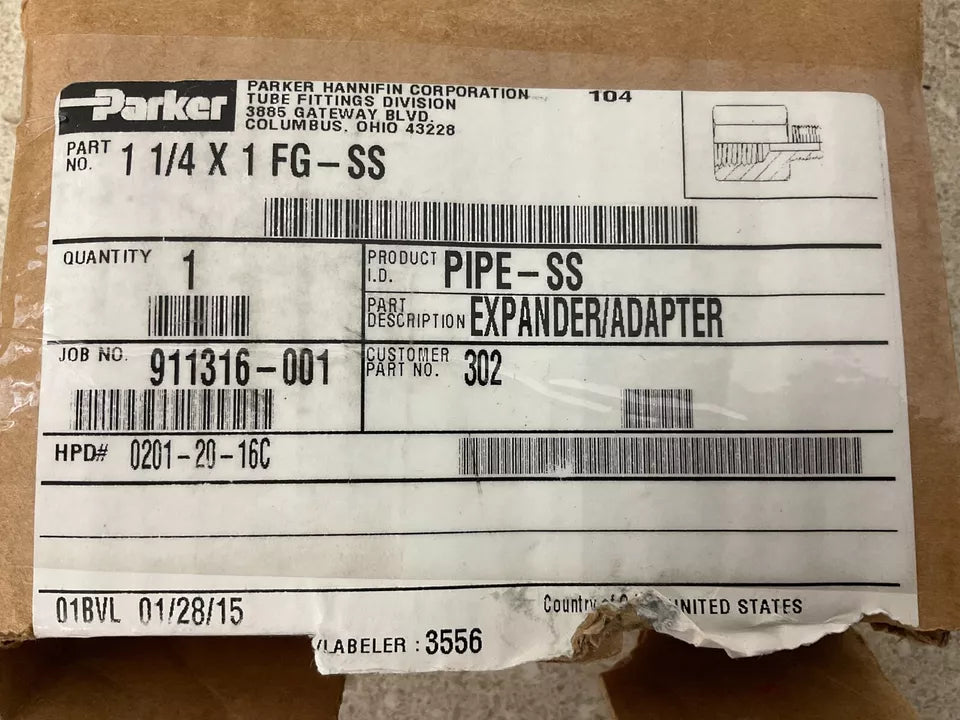 Parker
PARKER HANNIFIN CORPORATION
TUBE FITTINGS DIVISION
3885 GATEWAY BLVD.
COLUMBUS, OHIO 43228
104
PART NO. 1 1/4 X 1 FG-SS
QUANTITY 1
PRODUCT I.D. PIPE-SS
PART DESCRIPTION EXPANDER/ADAPTER
JOB NO. 911316-001
CUSTOMER PART NO. 302
HPD# 0201-20-16C
01BVL 01/28/15
Country of UNITED STATES
/LABELER : 3556